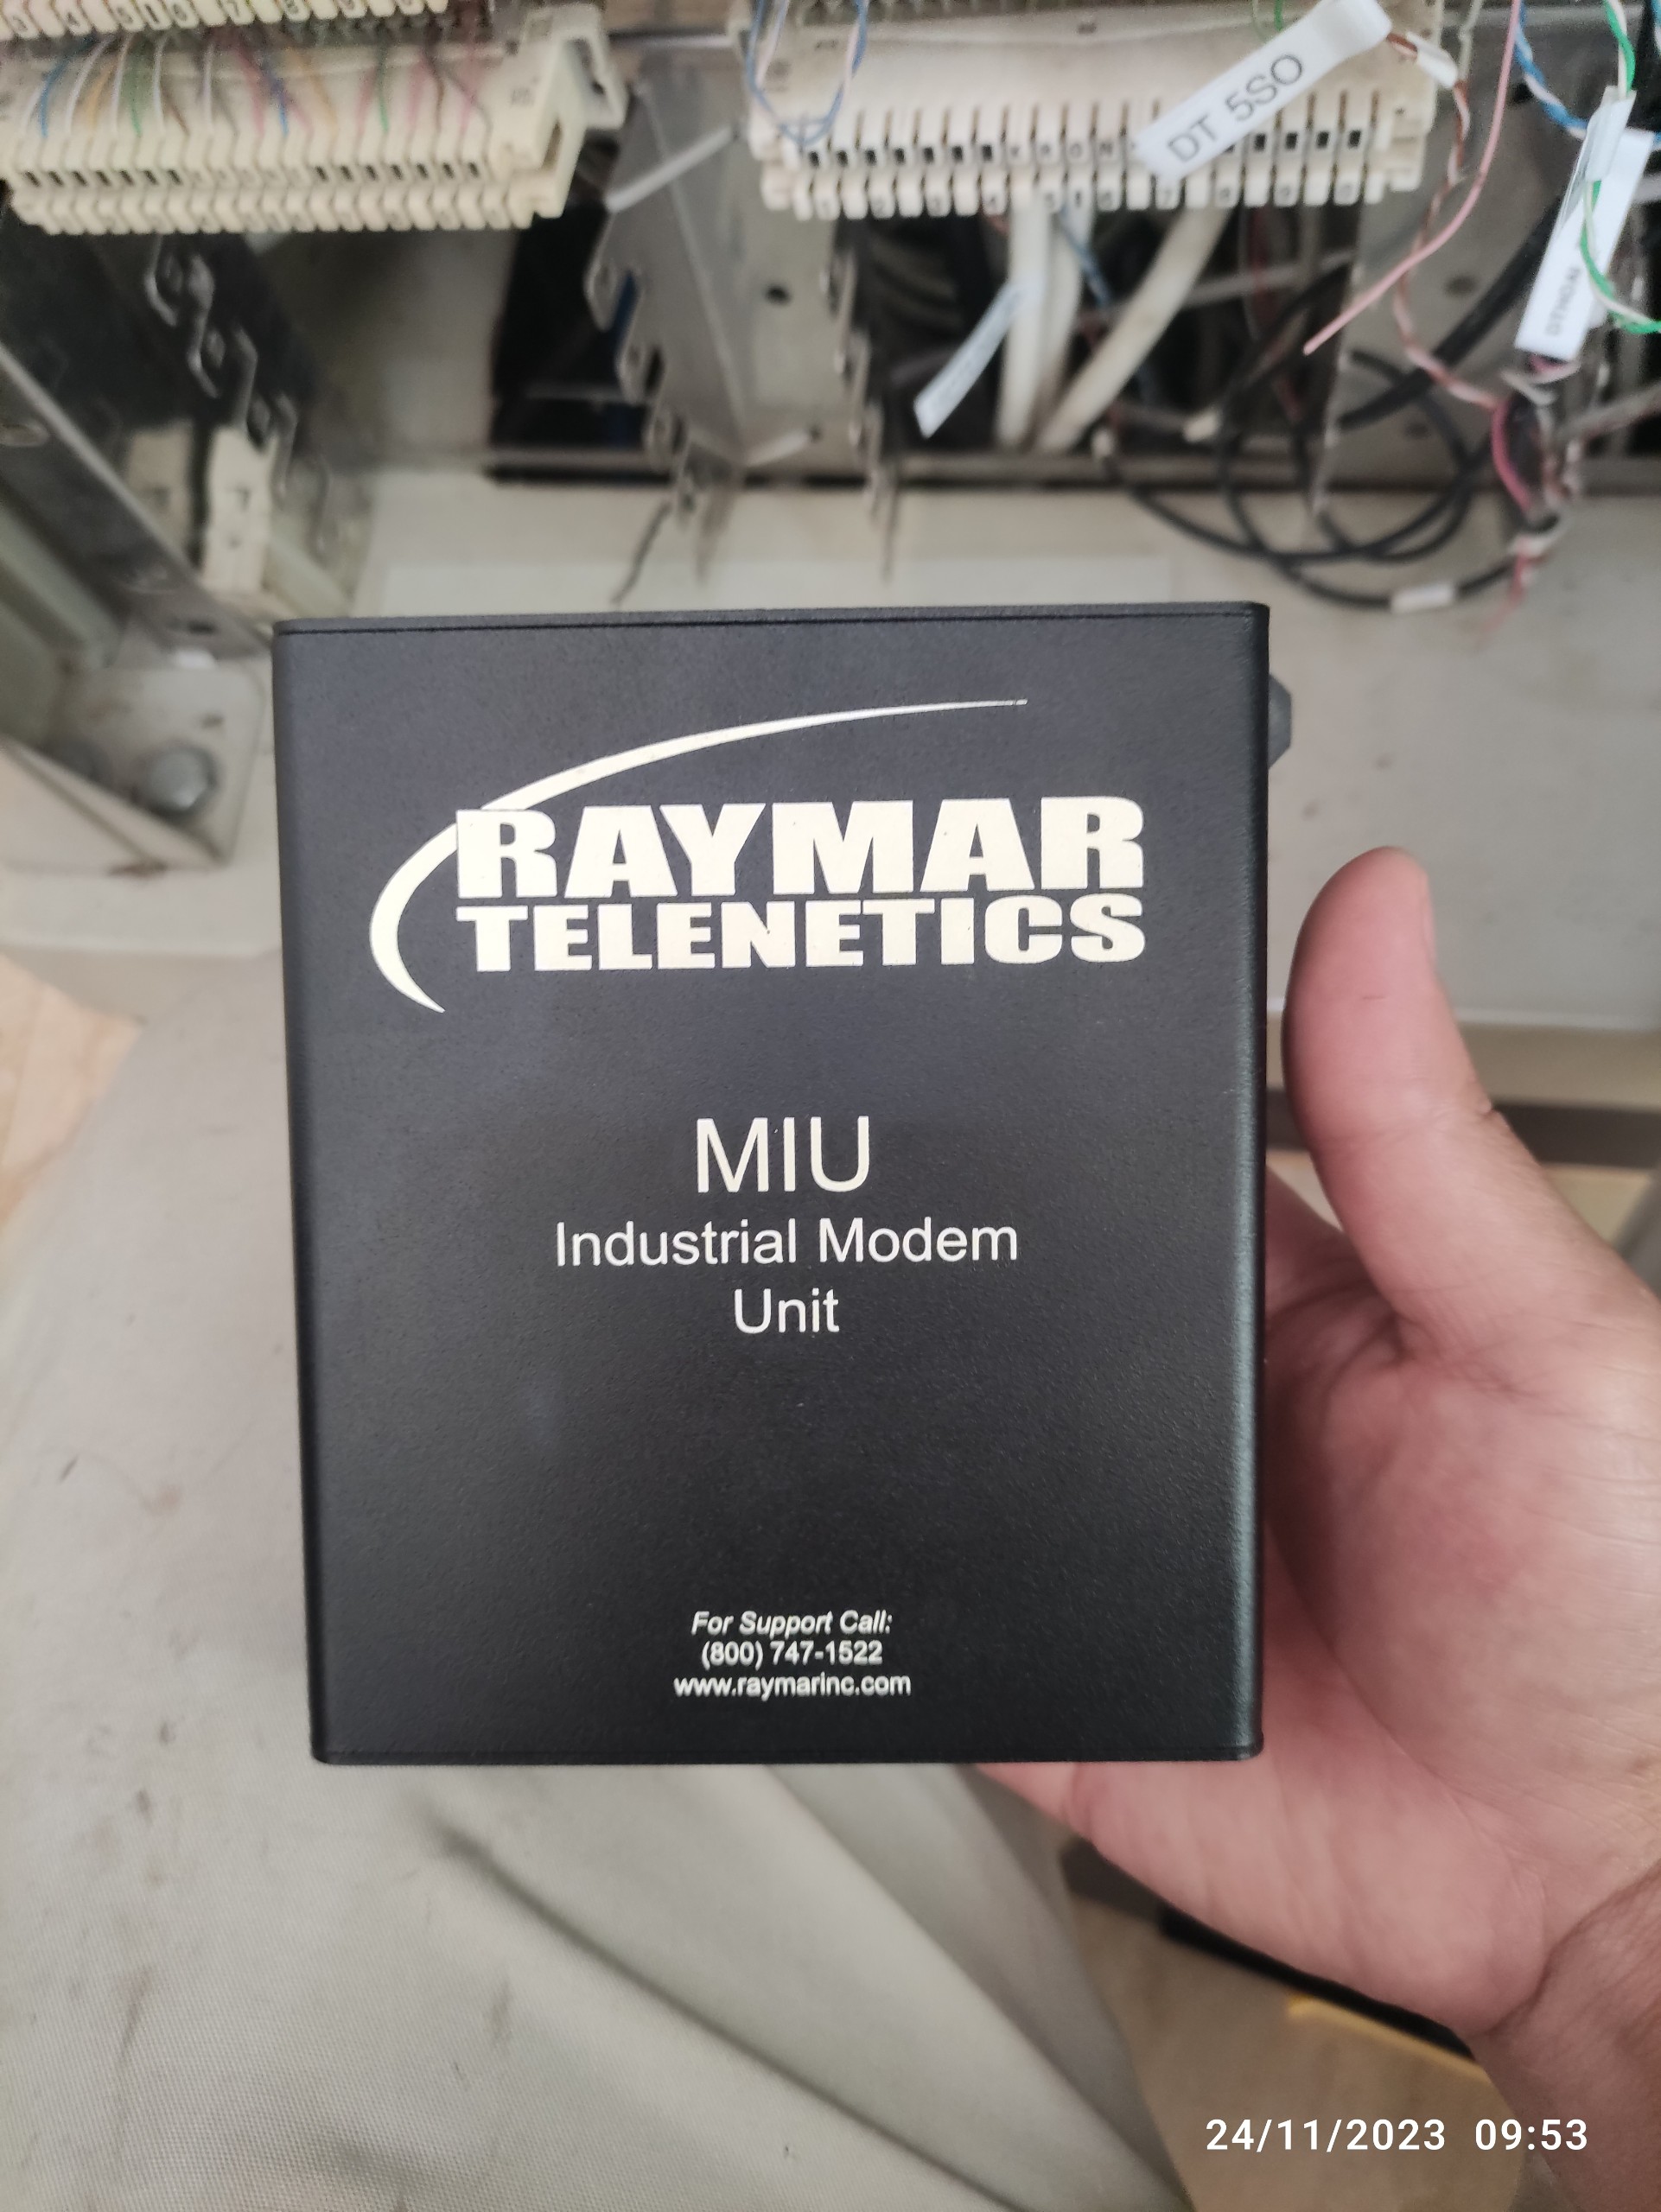 DT 5SO
RAYMAR
TELENETICS
MIU
Industrial Modem
Unit
For Support Call:
(800) 747-1522
www.raymarinc.com
24/11/2023 09:53